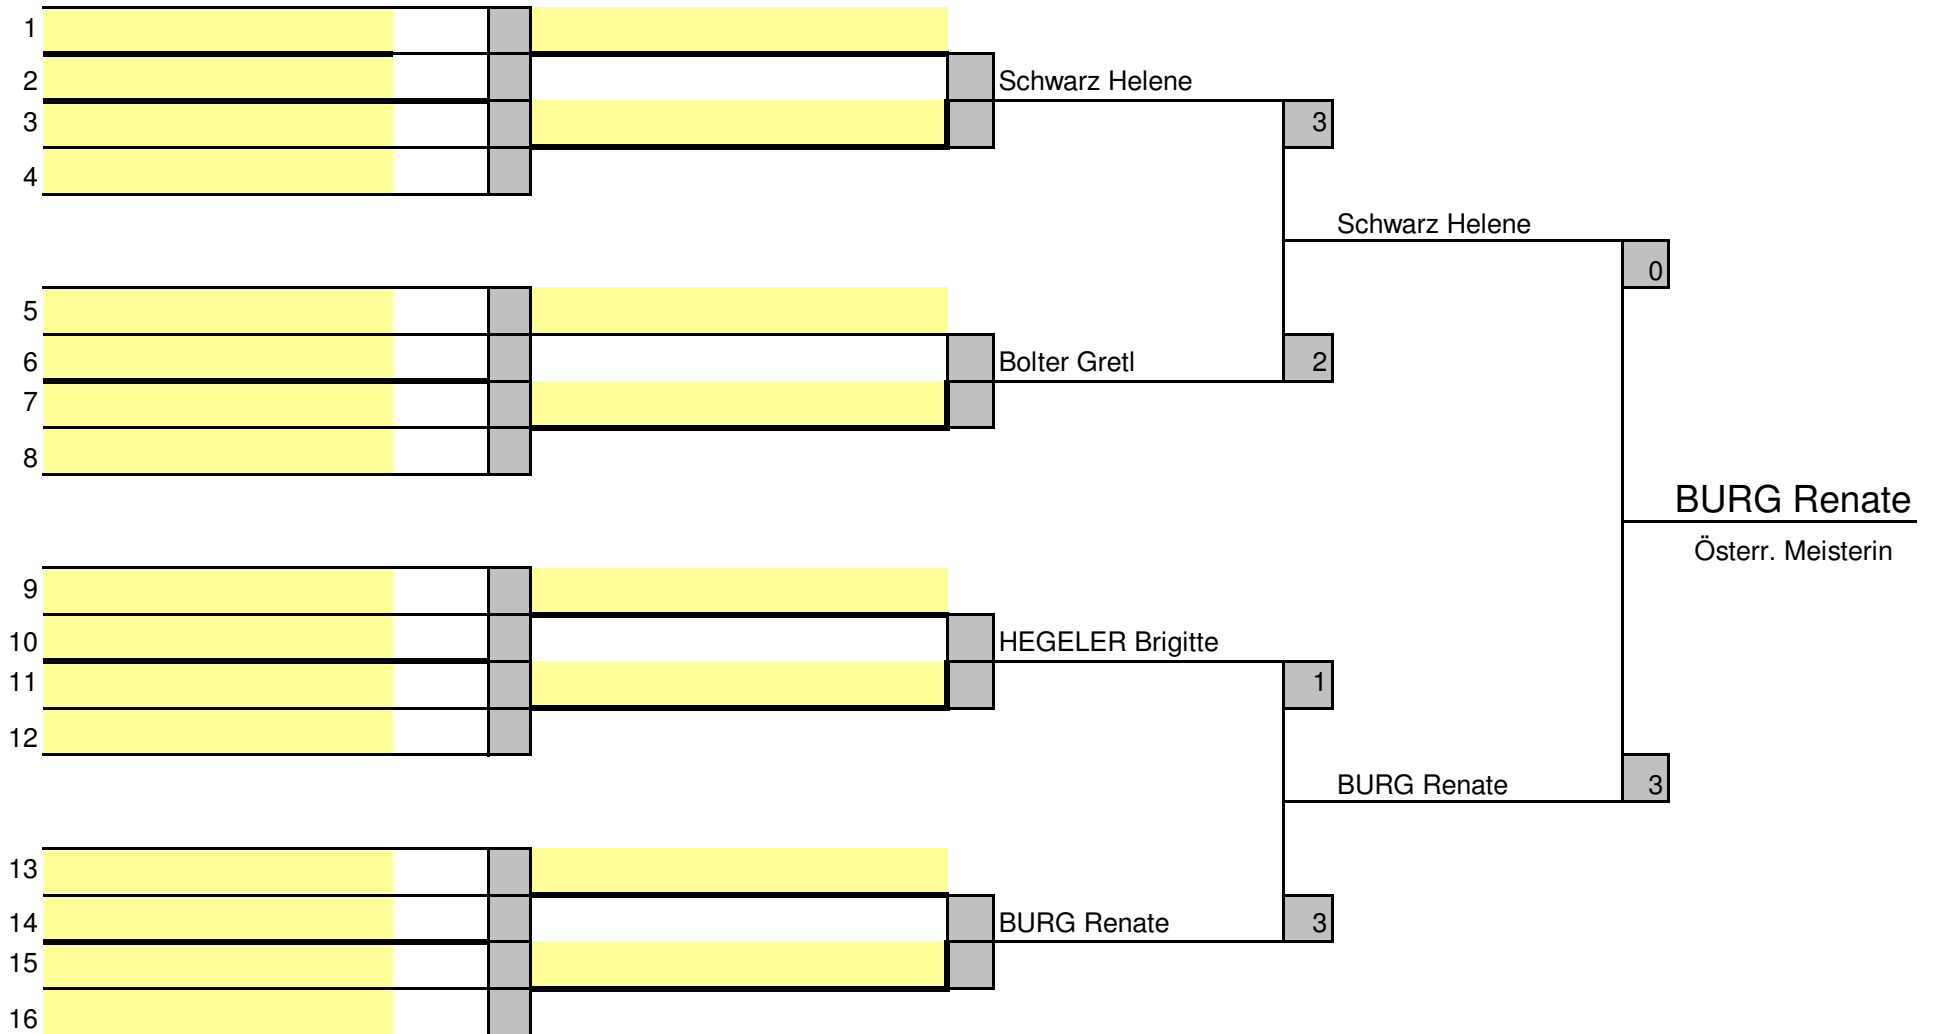 1
2
Schwarz Helene
3
3
4
Schwarz Helene
0
5
6
Bolter Gretl
2
7
8
BURG Renate
Österr. Meisterin
9
10
HEGELER Brigitte
11
1
12
BURG Renate
3
13
14
BURG Renate
3
15
16